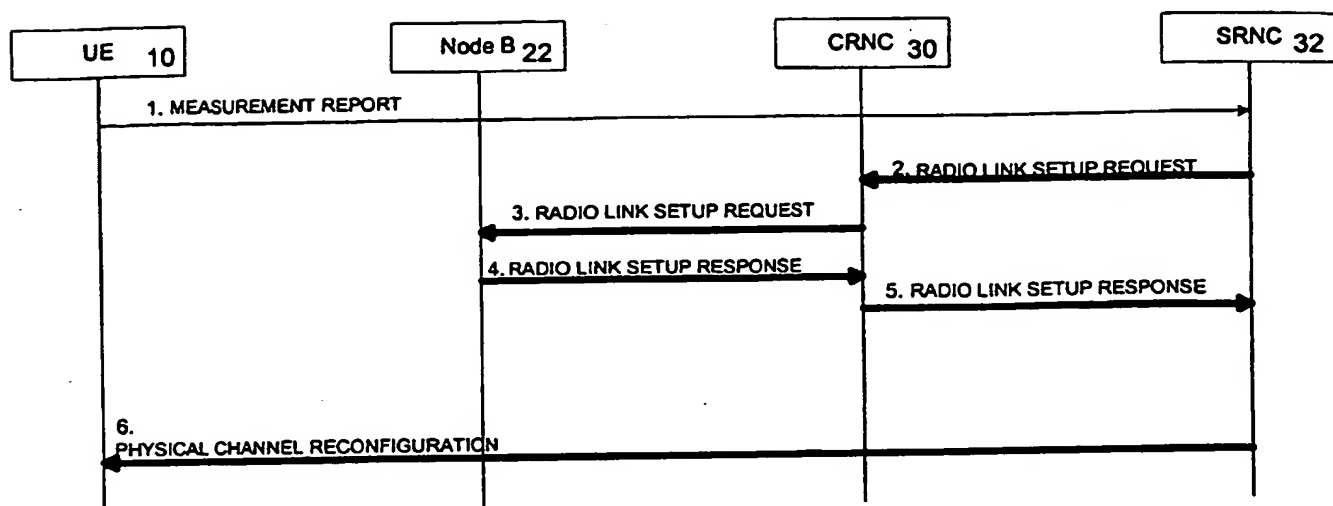 UE 10
Node B 22
CRNC 30
SRNC 32
1. MEASUREMENT REPORT
2. RADIO LINK SETUP REQUEST
3. RADIO LINK SETUP REQUEST
4. RADIO LINK SETUP RESPONSE
5. RADIO LINK SETUP RESPONSE
6.
PHYSICAL CHANNEL RECONFIGURATION